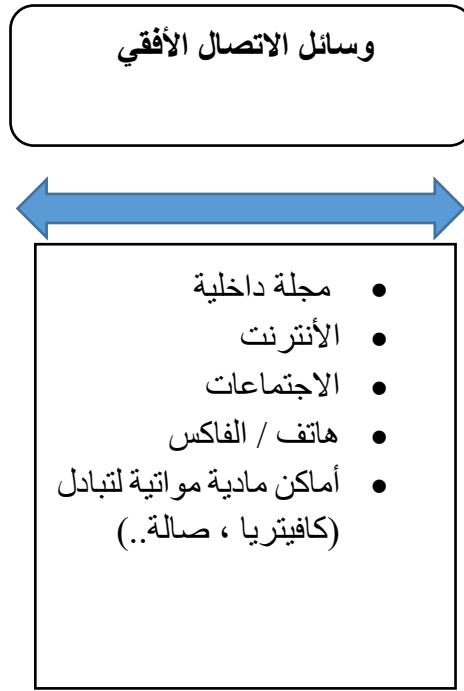 وسائل الاتصال الأفقي
• مجلة داخلية
• الأنترنت
• الاجتماعات
• هاتف / الفاكس
• أماكن مادية مواتية لتبادل
(كافيتريا ، صالة..)